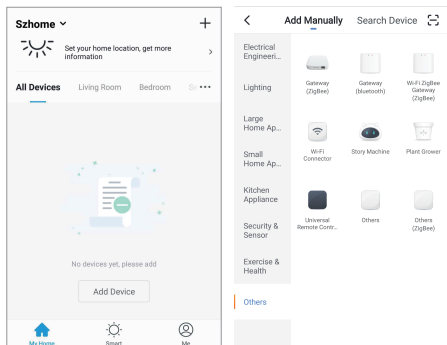 Szhome
Set your home location, get more
information
All Devices Living Room Bedroom
No devices yet, please add
Add Device
My Home Smart Me
Add Manually Search Device
Electrical
Engineeri...
Lighting
Large
Home Ap...
Small
Home Ap...
Kitchen
Appliance
Security &
Sensor
Exercise &
Health
Others
Gateway
(ZigBee)
Gateway
(bluetooth)
Wi-Fi ZigBee
Gateway
(ZigBee)
Wi-Fi
Connector
Story Machine
Plant Grower
Universal
Remote Contr...
Others
Others
(ZigBee)